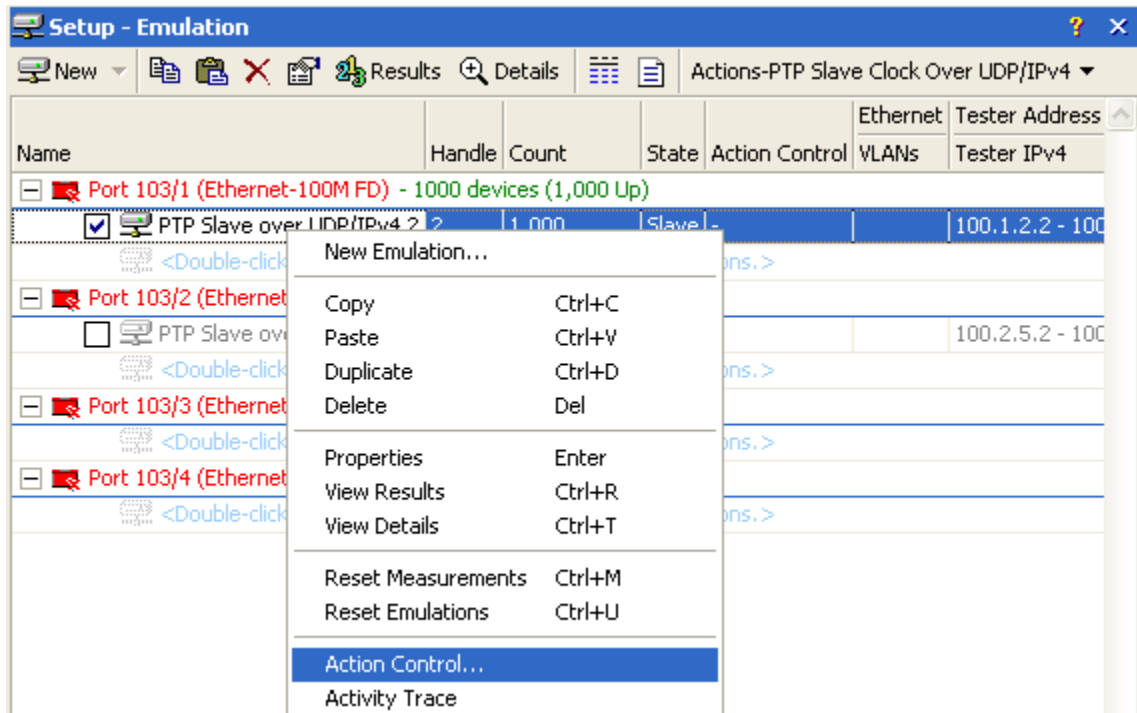 Setup - Emulation
New Results Details Actions-PTP Slave Clock Over UDP/IPv4
Ethernet Tester Address
Name Handle Count State Action Control VLANs Tester IPv4
Port 103/1 (Ethernet-100M FD) - 1000 devices (1,000 Up)
PTP Slave over UDP/IPv4 2 2 1,000 Slave - 100.1.2.2 - 100
<Double-click ons.>
Port 103/2 (Ethernet
PTP Slave ov 100.2.5.2 - 100
<Double-click ons.>
Port 103/3 (Ethernet
<Double-click ons.>
Port 103/4 (Ethernet
<Double-click ons.>
New Emulation...
Copy Ctrl+C
Paste Ctrl+V
Duplicate Ctrl+D
Delete Del
Properties Enter
View Results Ctrl+R
View Details Ctrl+T
Reset Measurements Ctrl+M
Reset Emulations Ctrl+U
Action Control...
Activity Trace